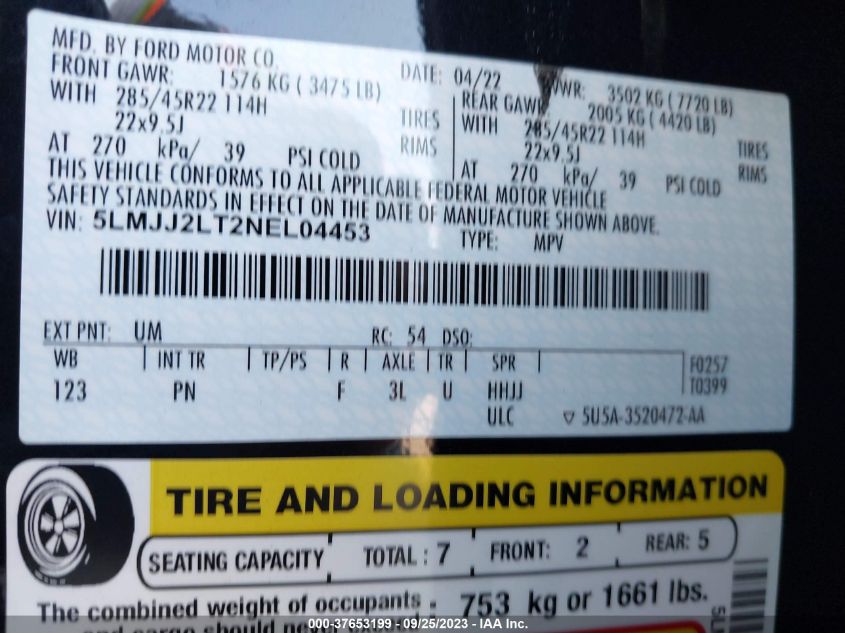 MFD. BY FORD MOTOR CO.
DATE: 04/22 GVWR: 3502 KG ( 7720 LB)
FRONT GAWR: 1576 KG ( 3475 LB) REAR GAWR: 2005 KG ( 4420 LB)
WITH 285/45R22 114H TIRES WITH 285/45R22 114H TIRES
22x9.5J RIMS 22x9.5J RIMS
AT 270 kPa/ 39 PSI COLD AT 270 kPa/ 39 PSI COLD
THIS VEHICLE CONFORMS TO ALL APPLICABLE FEDERAL MOTOR VEHICLE
SAFETY STANDARDS IN EFFECT ON THE DATE OF MANUFACTURE SHOWN ABOVE.
VIN: 5LMJJ2LT2NEL04453 TYPE: MPV
EXT PNT: UM RC: 54 DSO:
WB INT TR TP/PS R AXLE TR SPR F0257
123 PN F 3L U HHJJ T0399
ULC ▽ 5U5A-3520472-AA
TIRE AND LOADING INFORMATION
SEATING CAPACITY TOTAL : 7 FRONT: 2 REAR: 5
The combined weight of occupants 753 kg or 1661 lbs.
and cargo should never exceed
000-37653199 - 09/25/2023 - IAA Inc.